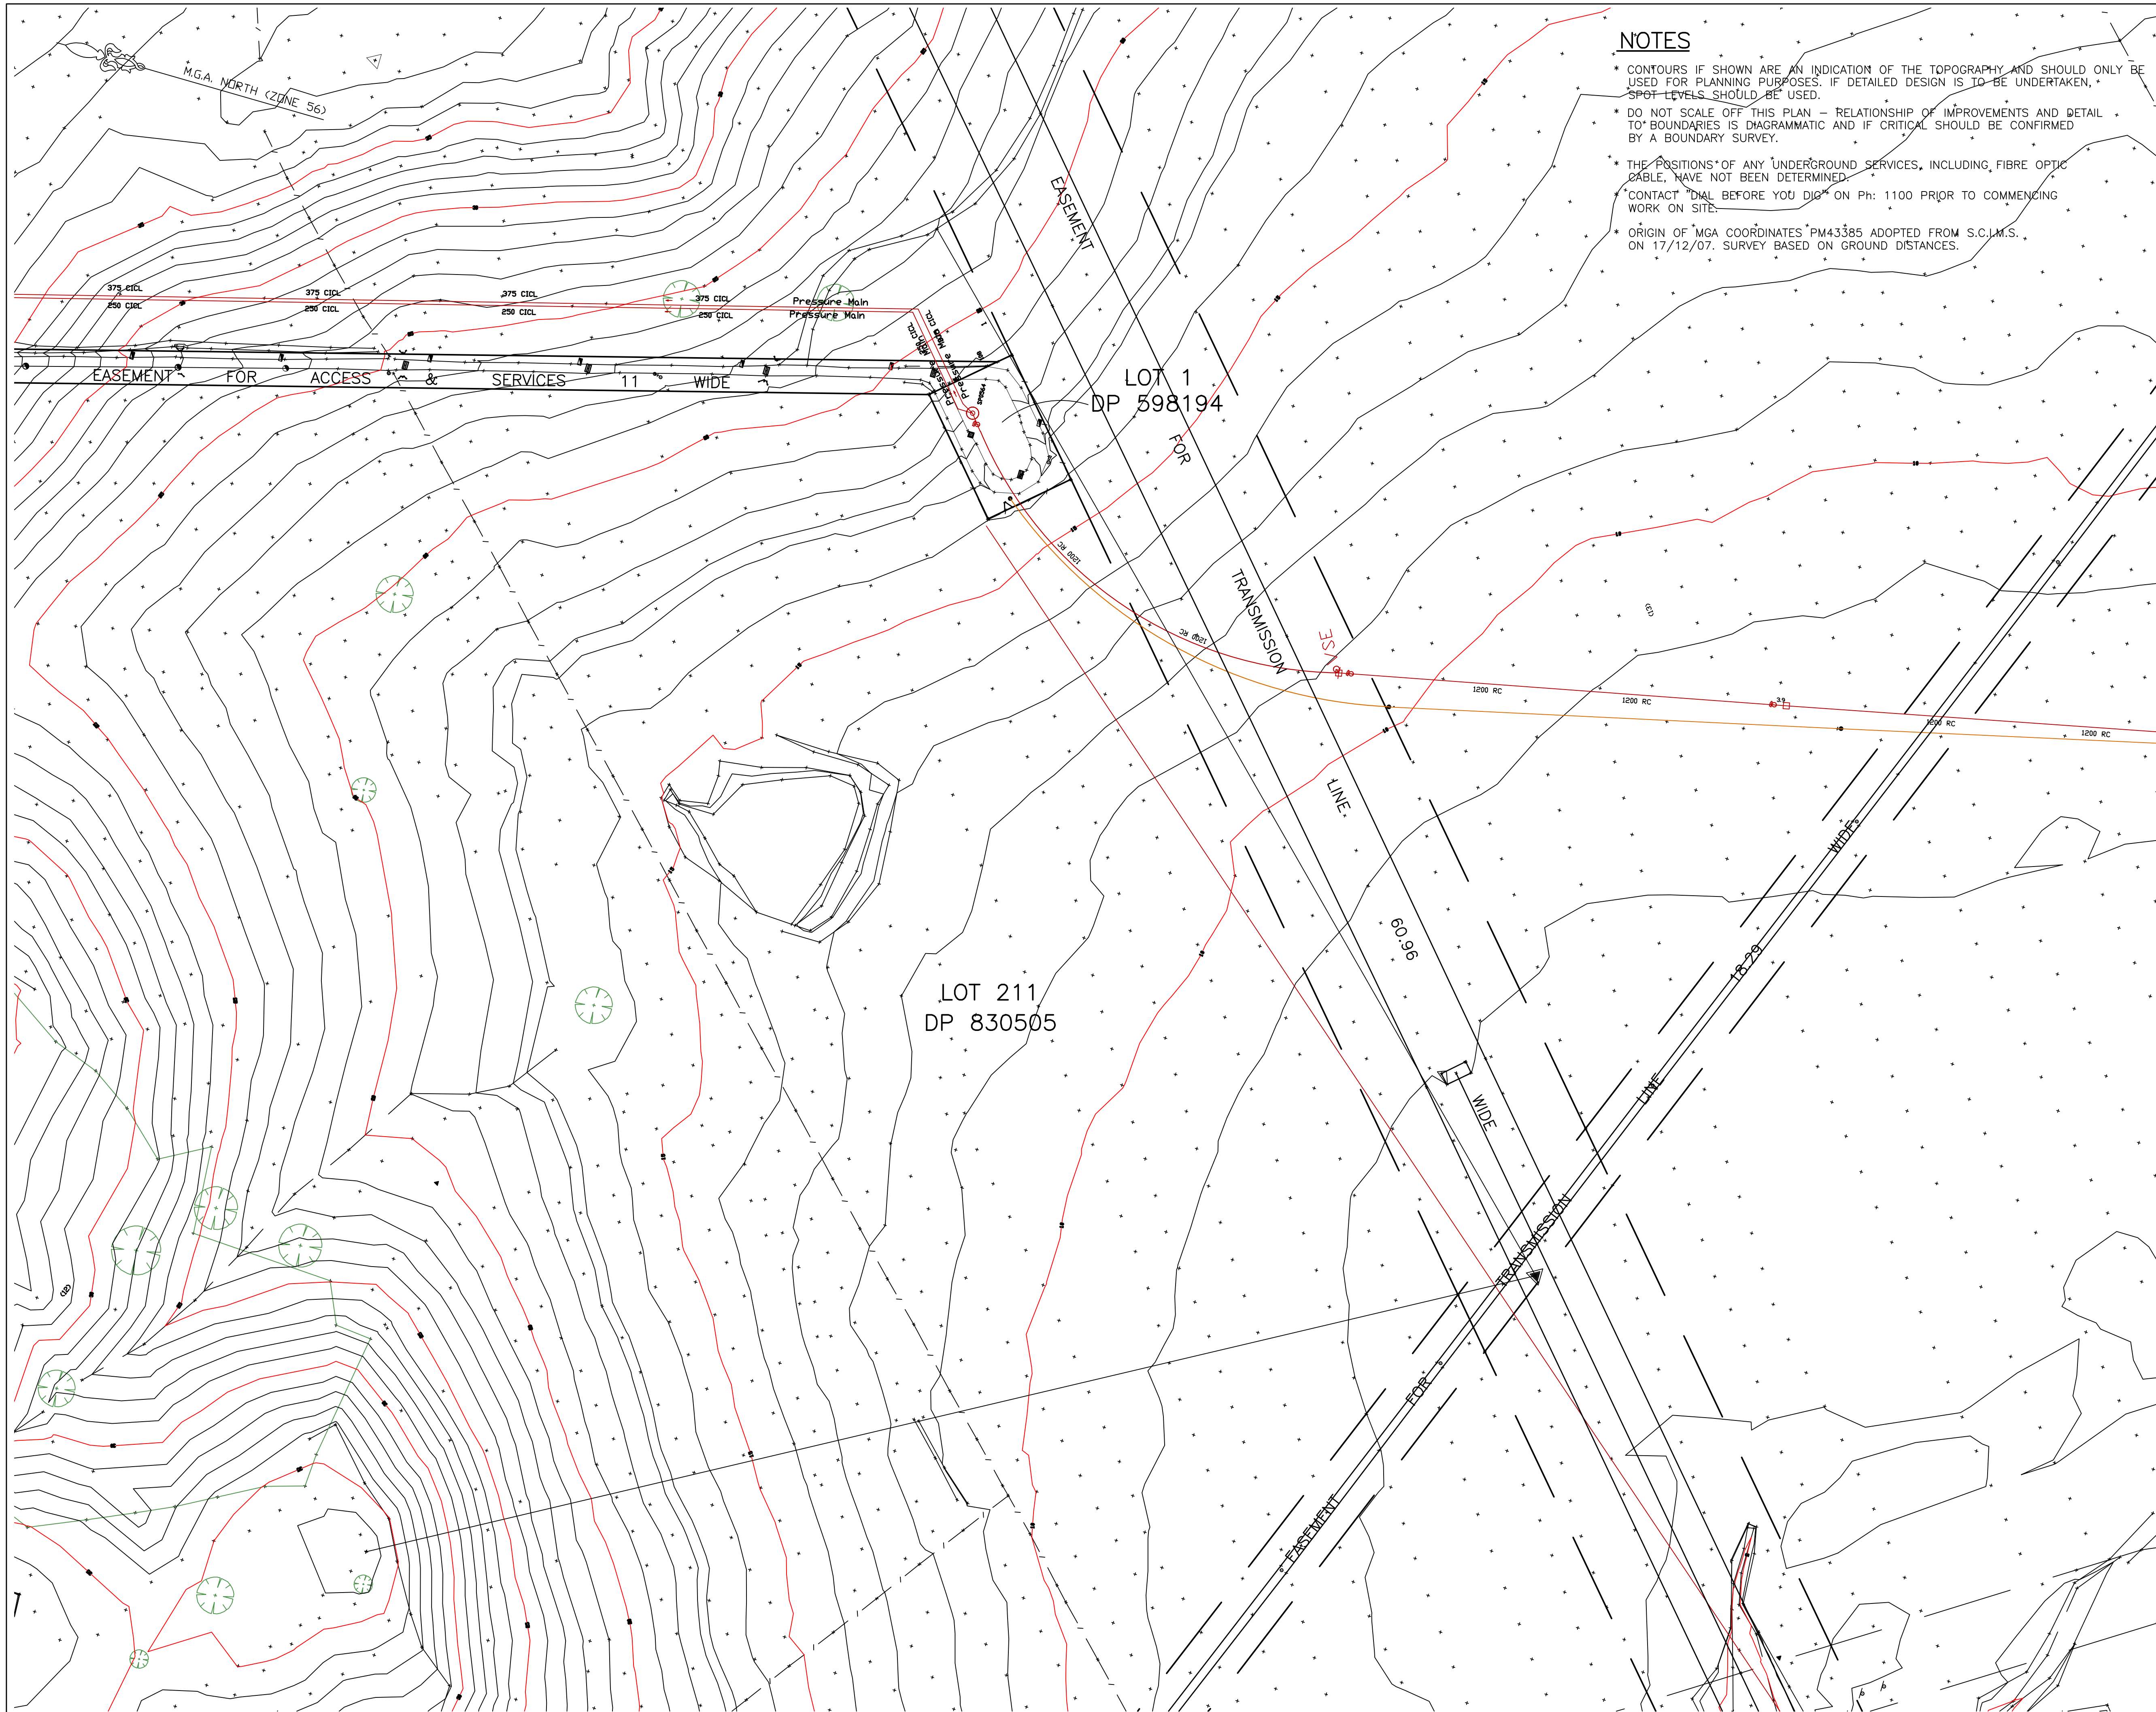 NOTES
* CONTOURS IF SHOWN ARE AN INDICATION OF THE TOPOGRAPHY AND SHOULD ONLY BE
USED FOR PLANNING PURPOSES. IF DETAILED DESIGN IS TO BE UNDERTAKEN,
SPOT LEVELS SHOULD BE USED.
* DO NOT SCALE OFF THIS PLAN – RELATIONSHIP OF IMPROVEMENTS AND DETAIL
TO BOUNDARIES IS DIAGRAMMATIC AND IF CRITICAL SHOULD BE CONFIRMED
BY A BOUNDARY SURVEY.
* THE POSITIONS OF ANY UNDERGROUND SERVICES, INCLUDING FIBRE OPTIC
CABLE, HAVE NOT BEEN DETERMINED.
* CONTACT "DIAL BEFORE YOU DIG" ON Ph: 1100 PRIOR TO COMMENCING
WORK ON SITE.
* ORIGIN OF MGA COORDINATES PM43385 ADOPTED FROM S.C.I.M.S.
ON 17/12/07. SURVEY BASED ON GROUND DISTANCES.
M.G.A. NORTH (ZONE 56)
375 CICL
375 CICL
375 CICL
375 CICL
Pressure Main
250 CICL
250 CICL
250 CICL
250 CICL
Pressure Main
Pressure Main
Pressure Main
EASEMENT FOR ACCESS & SERVICES 11 WIDE
LOT 1
DP 598194
EASEMENT FOR TRANSMISSION LINE 60.96 WIDE
1200 RC
1200 RC
1200 RC
1200 RC
1200 RC
1200 RC
3.9
LOT 211
DP 830505
EASEMENT FOR TRANSMISSION LINE 18.29 WIDE